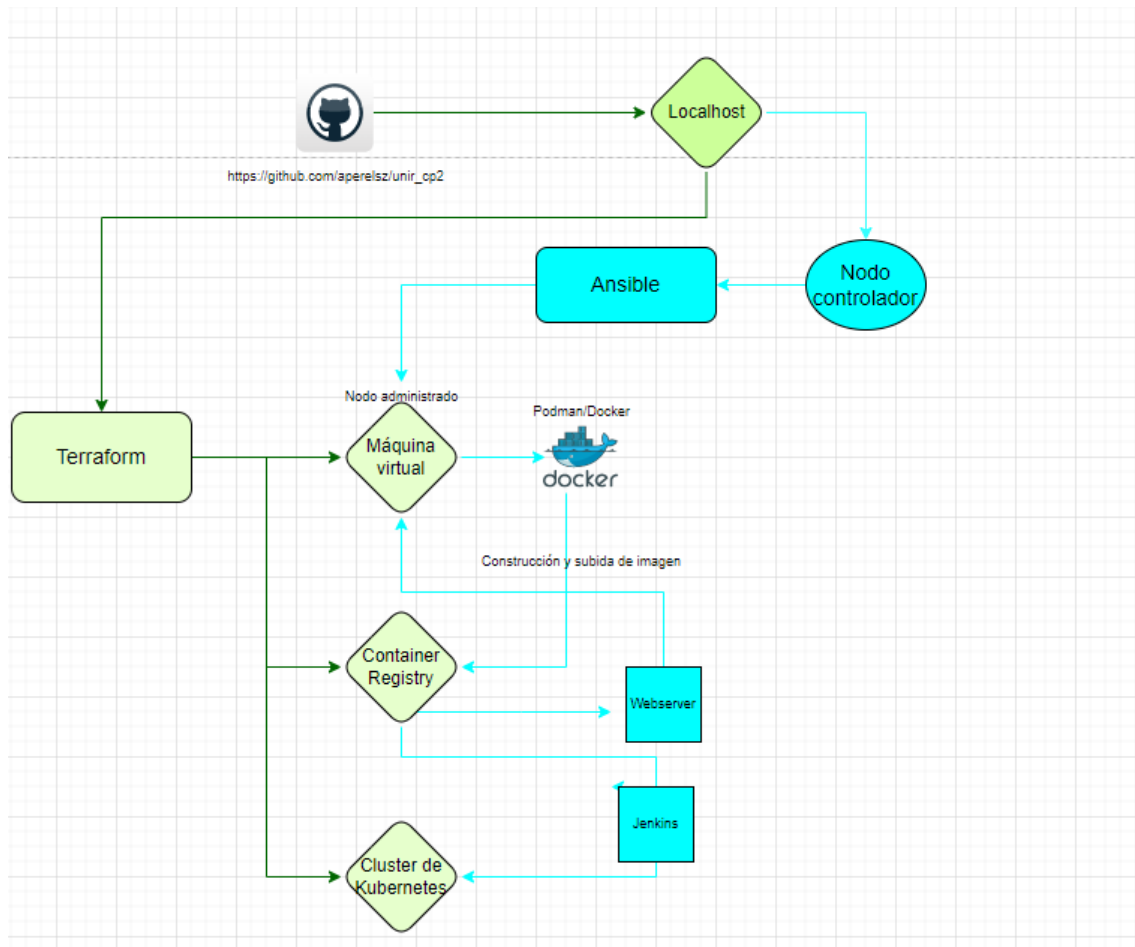 Localhost
https://github.com/aperelsz/unir_cp2
Ansible
Nodo
controlador
Nodo administrado
Podman/Docker
Terraform
Máquina
virtual
docker
Construcción y subida de imagen
Container
Registry
Webserver
Jenkins
Cluster de
Kubernetes